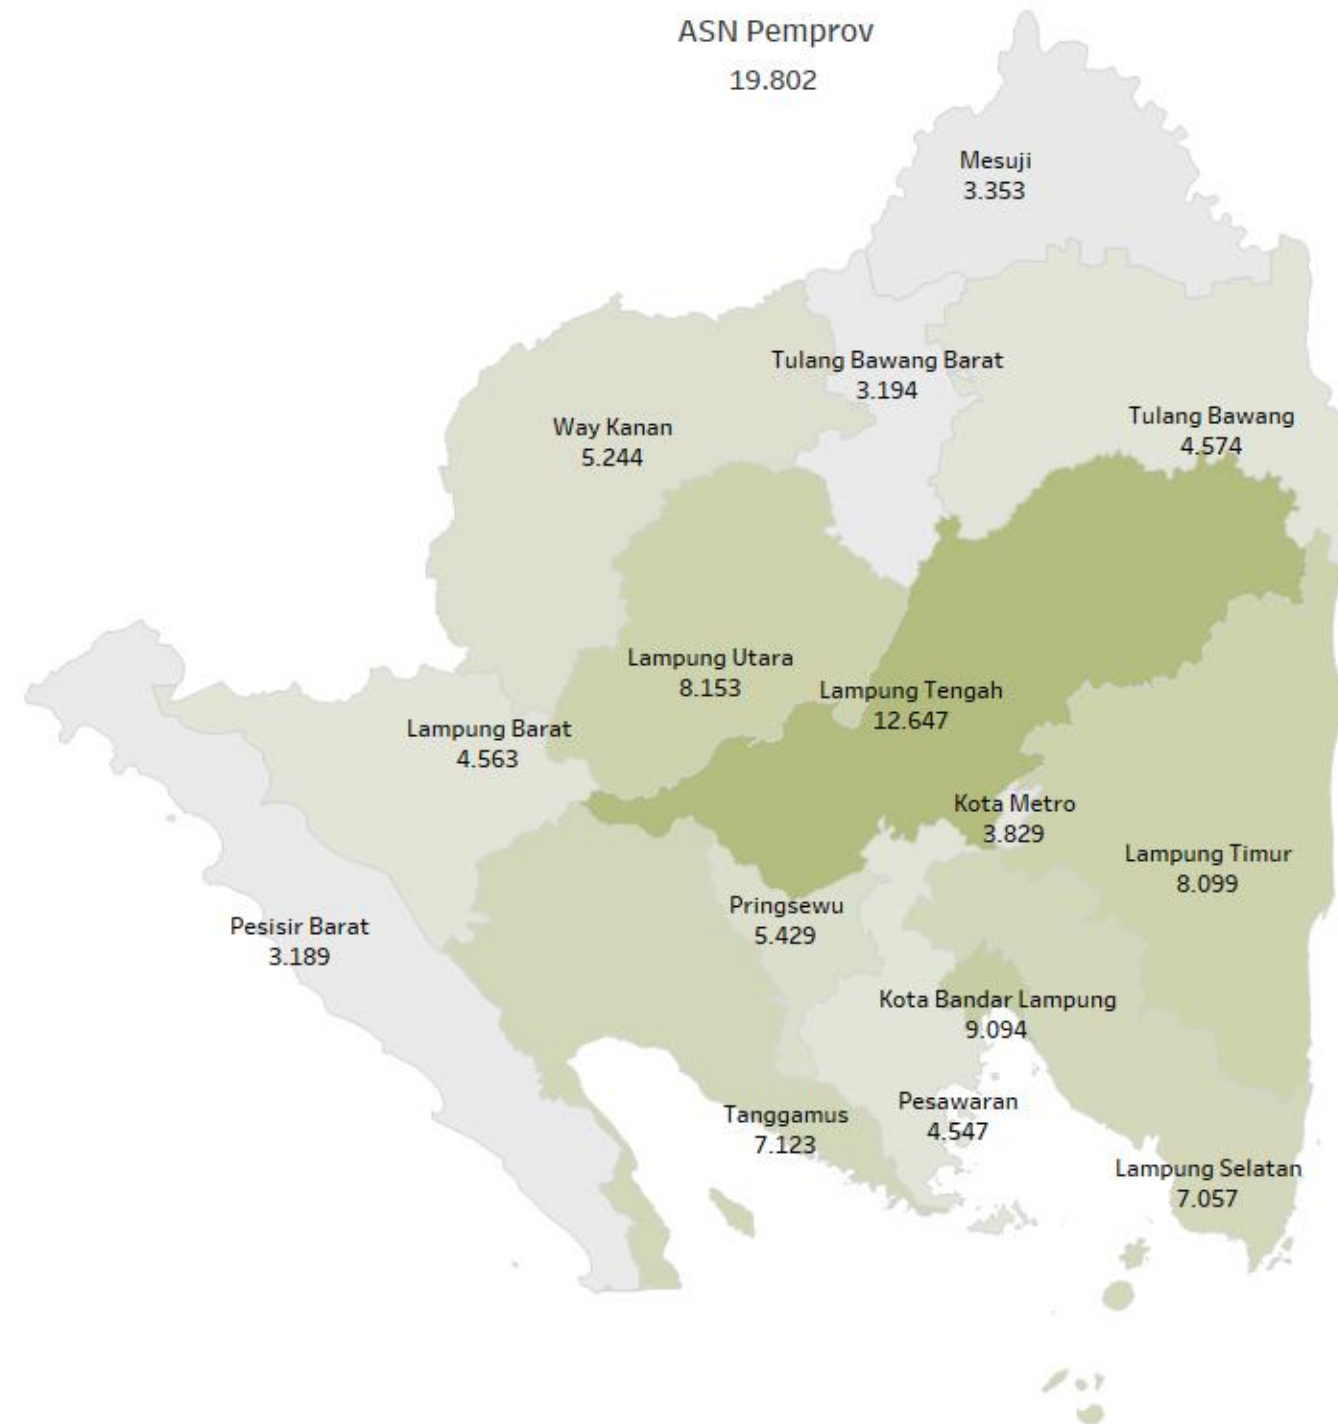 ASN Pemprov
19.802
Mesuji
3.353
Tulang Bawang Barat
3.194
Tulang Bawang
4.574
Way Kanan
5.244
Lampung Utara
8.153
Lampung Tengah
12.647
Lampung Barat
4.563
Kota Metro
3.829
Lampung Timur
8.099
Pringsewu
5.429
Pesisir Barat
3.189
Kota Bandar Lampung
9.094
Pesawaran
4.547
Tanggamus
7.123
Lampung Selatan
7.057